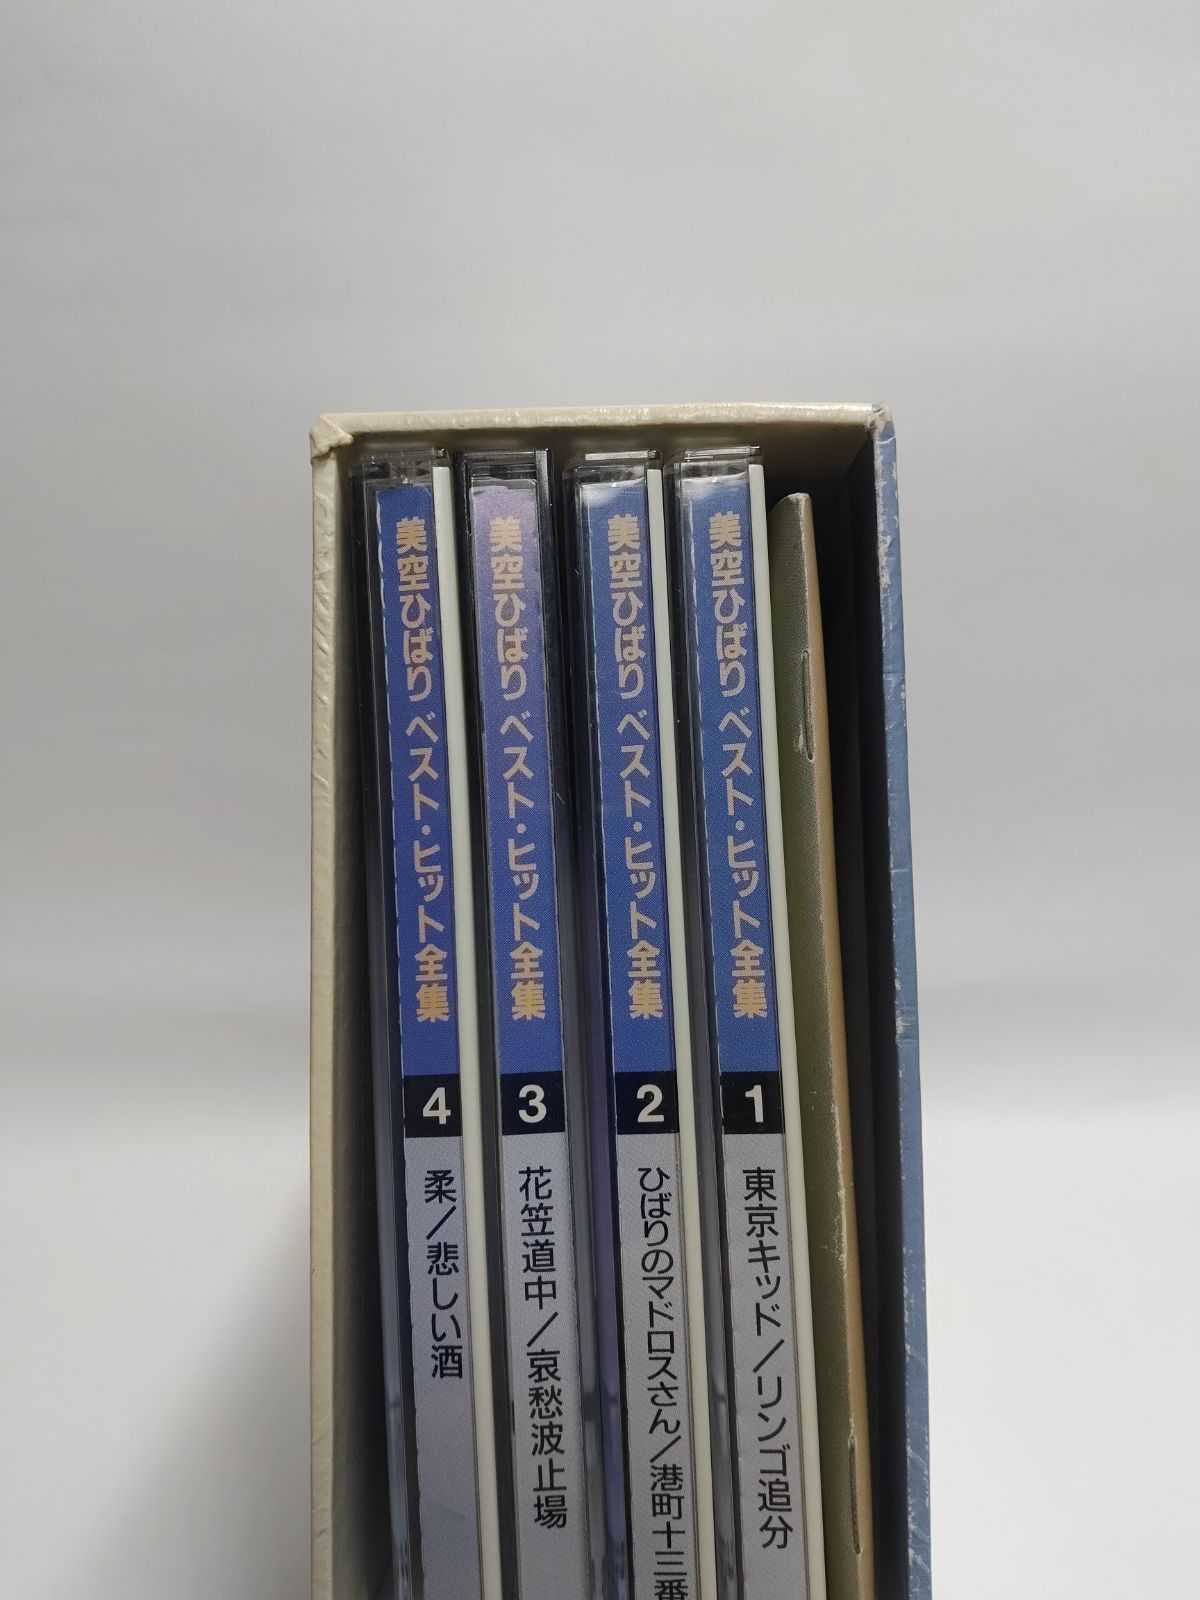 美空ひばり ベスト・ヒット全集
1
東京キッド/リンゴ追分
美空ひばり ベスト・ヒット全集
2
ひばりのマドロスさん/港町十三番
美空ひばり ベスト・ヒット全集
3
花笠道中/哀愁波止場
美空ひばり ベスト・ヒット全集
4
柔/悲しい酒